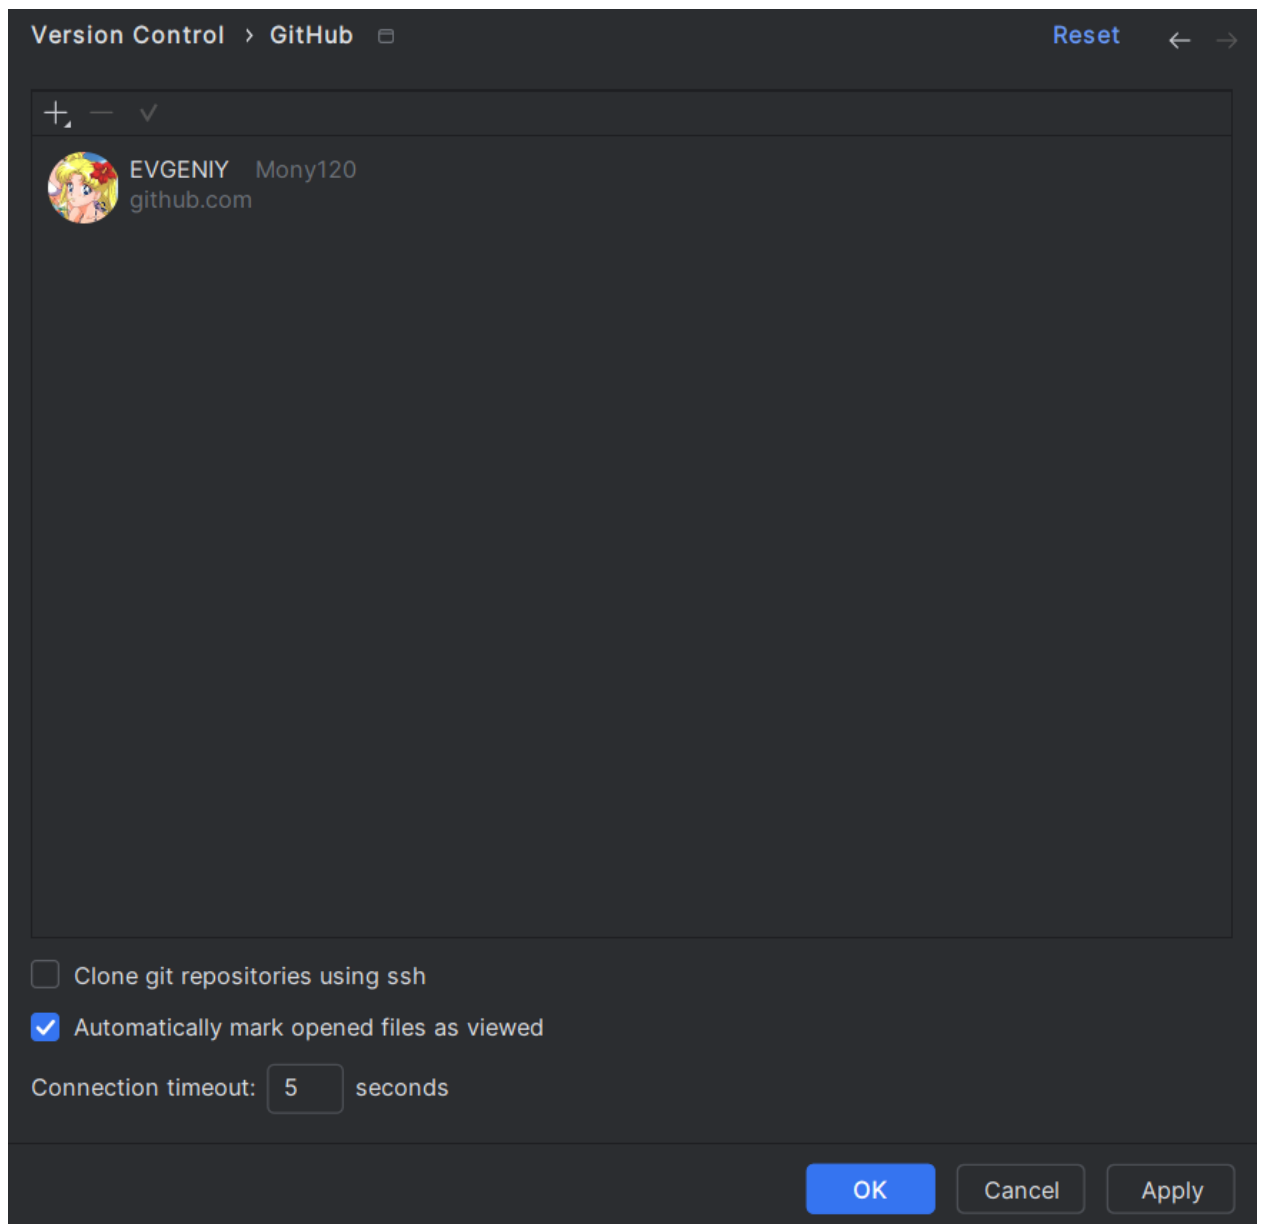 Version Control › GitHub Reset
EVGENIY Mony120
github.com
Clone git repositories using ssh
Automatically mark opened files as viewed
Connection timeout: 5 seconds
OK Cancel Apply